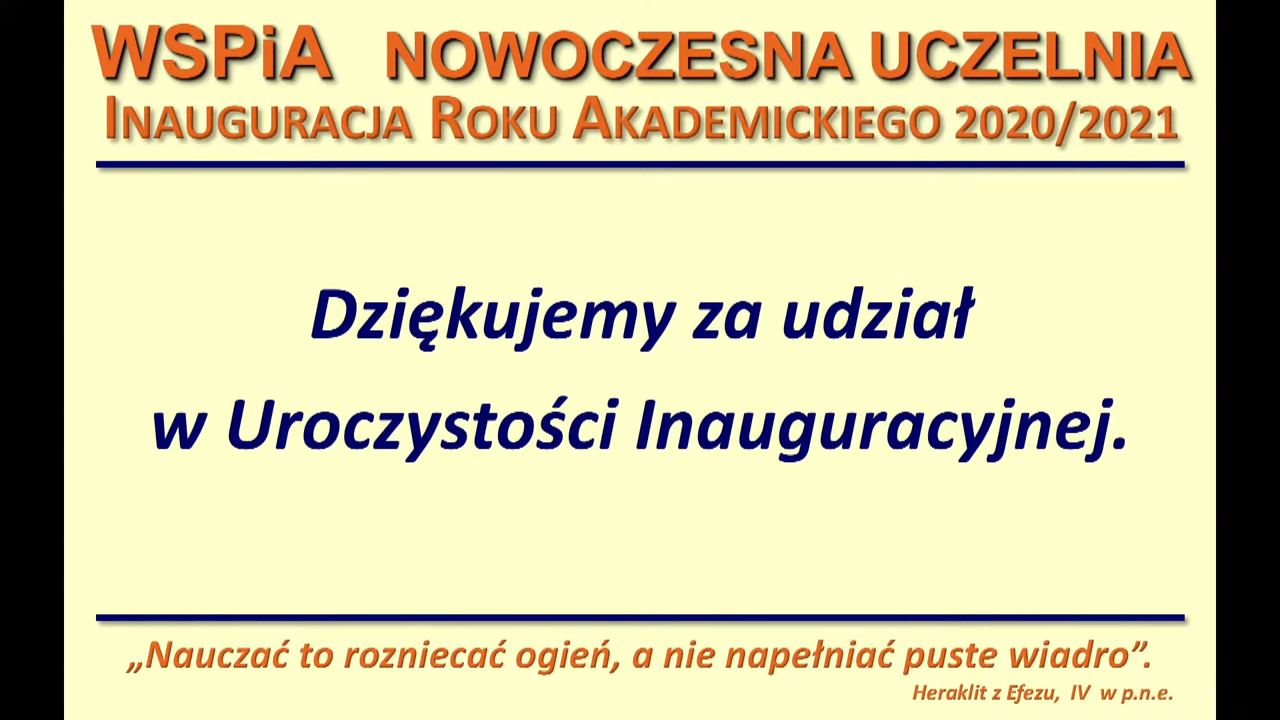 WSPiA NOWOCZESNA UCZELNIA
INAUGURACJA ROKU AKADEMICKIEGO 2020/2021
Dziękujemy za udział
w Uroczystości Inauguracyjnej.
„Nauczać to rozniecać ogień, a nie napełniać puste wiadro”.
Heraklit z Efezu, IV w p.n.e.